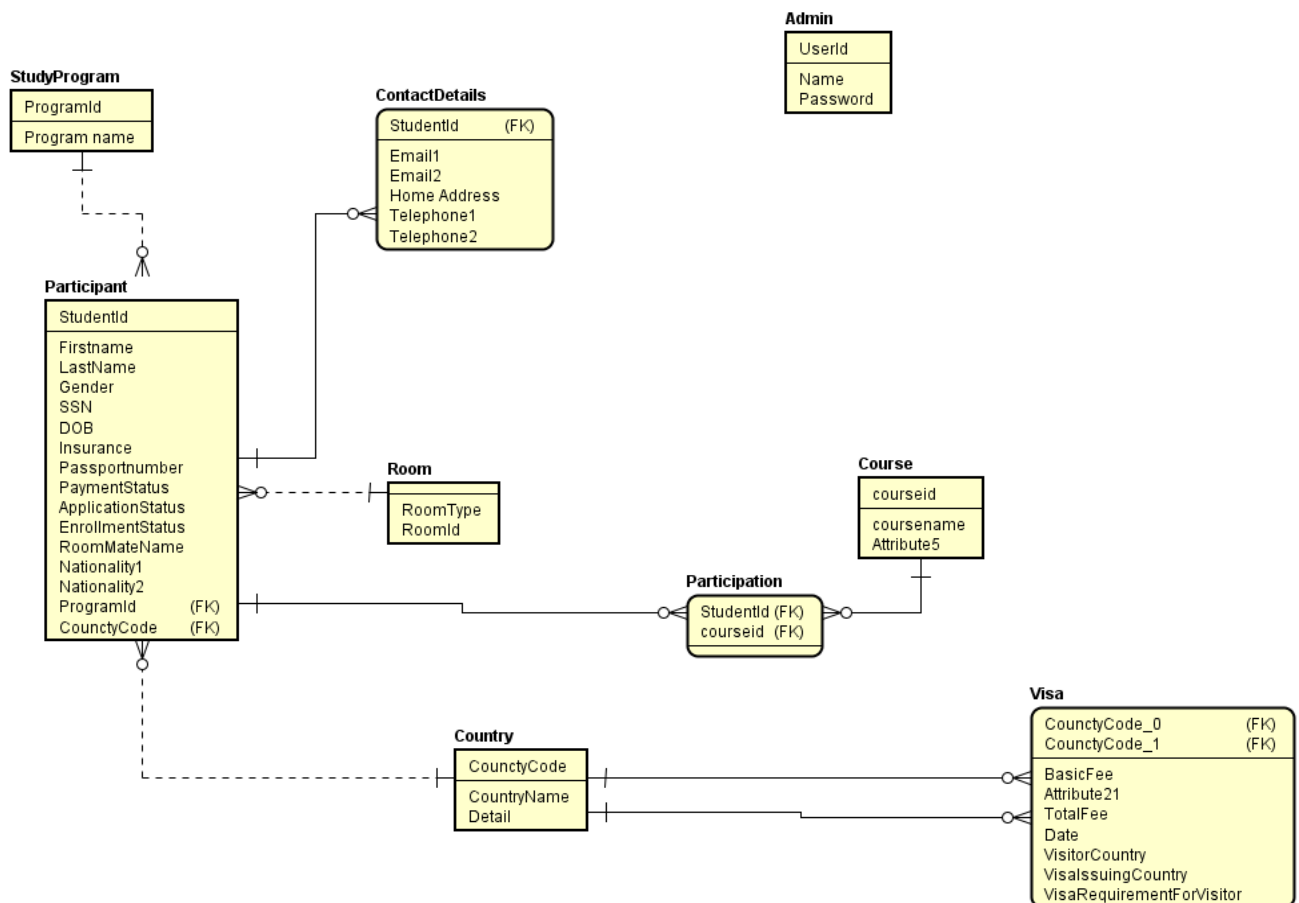 Admin
UserId
Name
Password
StudyProgram
ProgramId
Program name
ContactDetails
StudentId (FK)
Email1
Email2
Home Address
Telephone1
Telephone2
Participant
StudentId
Firstname
LastName
Gender
SSN
DOB
Insurance
Passportnumber
PaymentStatus
ApplicationStatus
EnrollmentStatus
RoomMateName
Nationality1
Nationality2
ProgramId (FK)
CounctyCode (FK)
Room
RoomType
RoomId
Course
courseid
coursename
Attribute5
Participation
StudentId (FK)
courseid (FK)
Country
CounctyCode
CountryName
Detail
Visa
CounctyCode_0 (FK)
CounctyCode_1 (FK)
BasicFee
Attribute21
TotalFee
Date
VisitorCountry
VisaIssuingCountry
VisaRequirementForVisitor